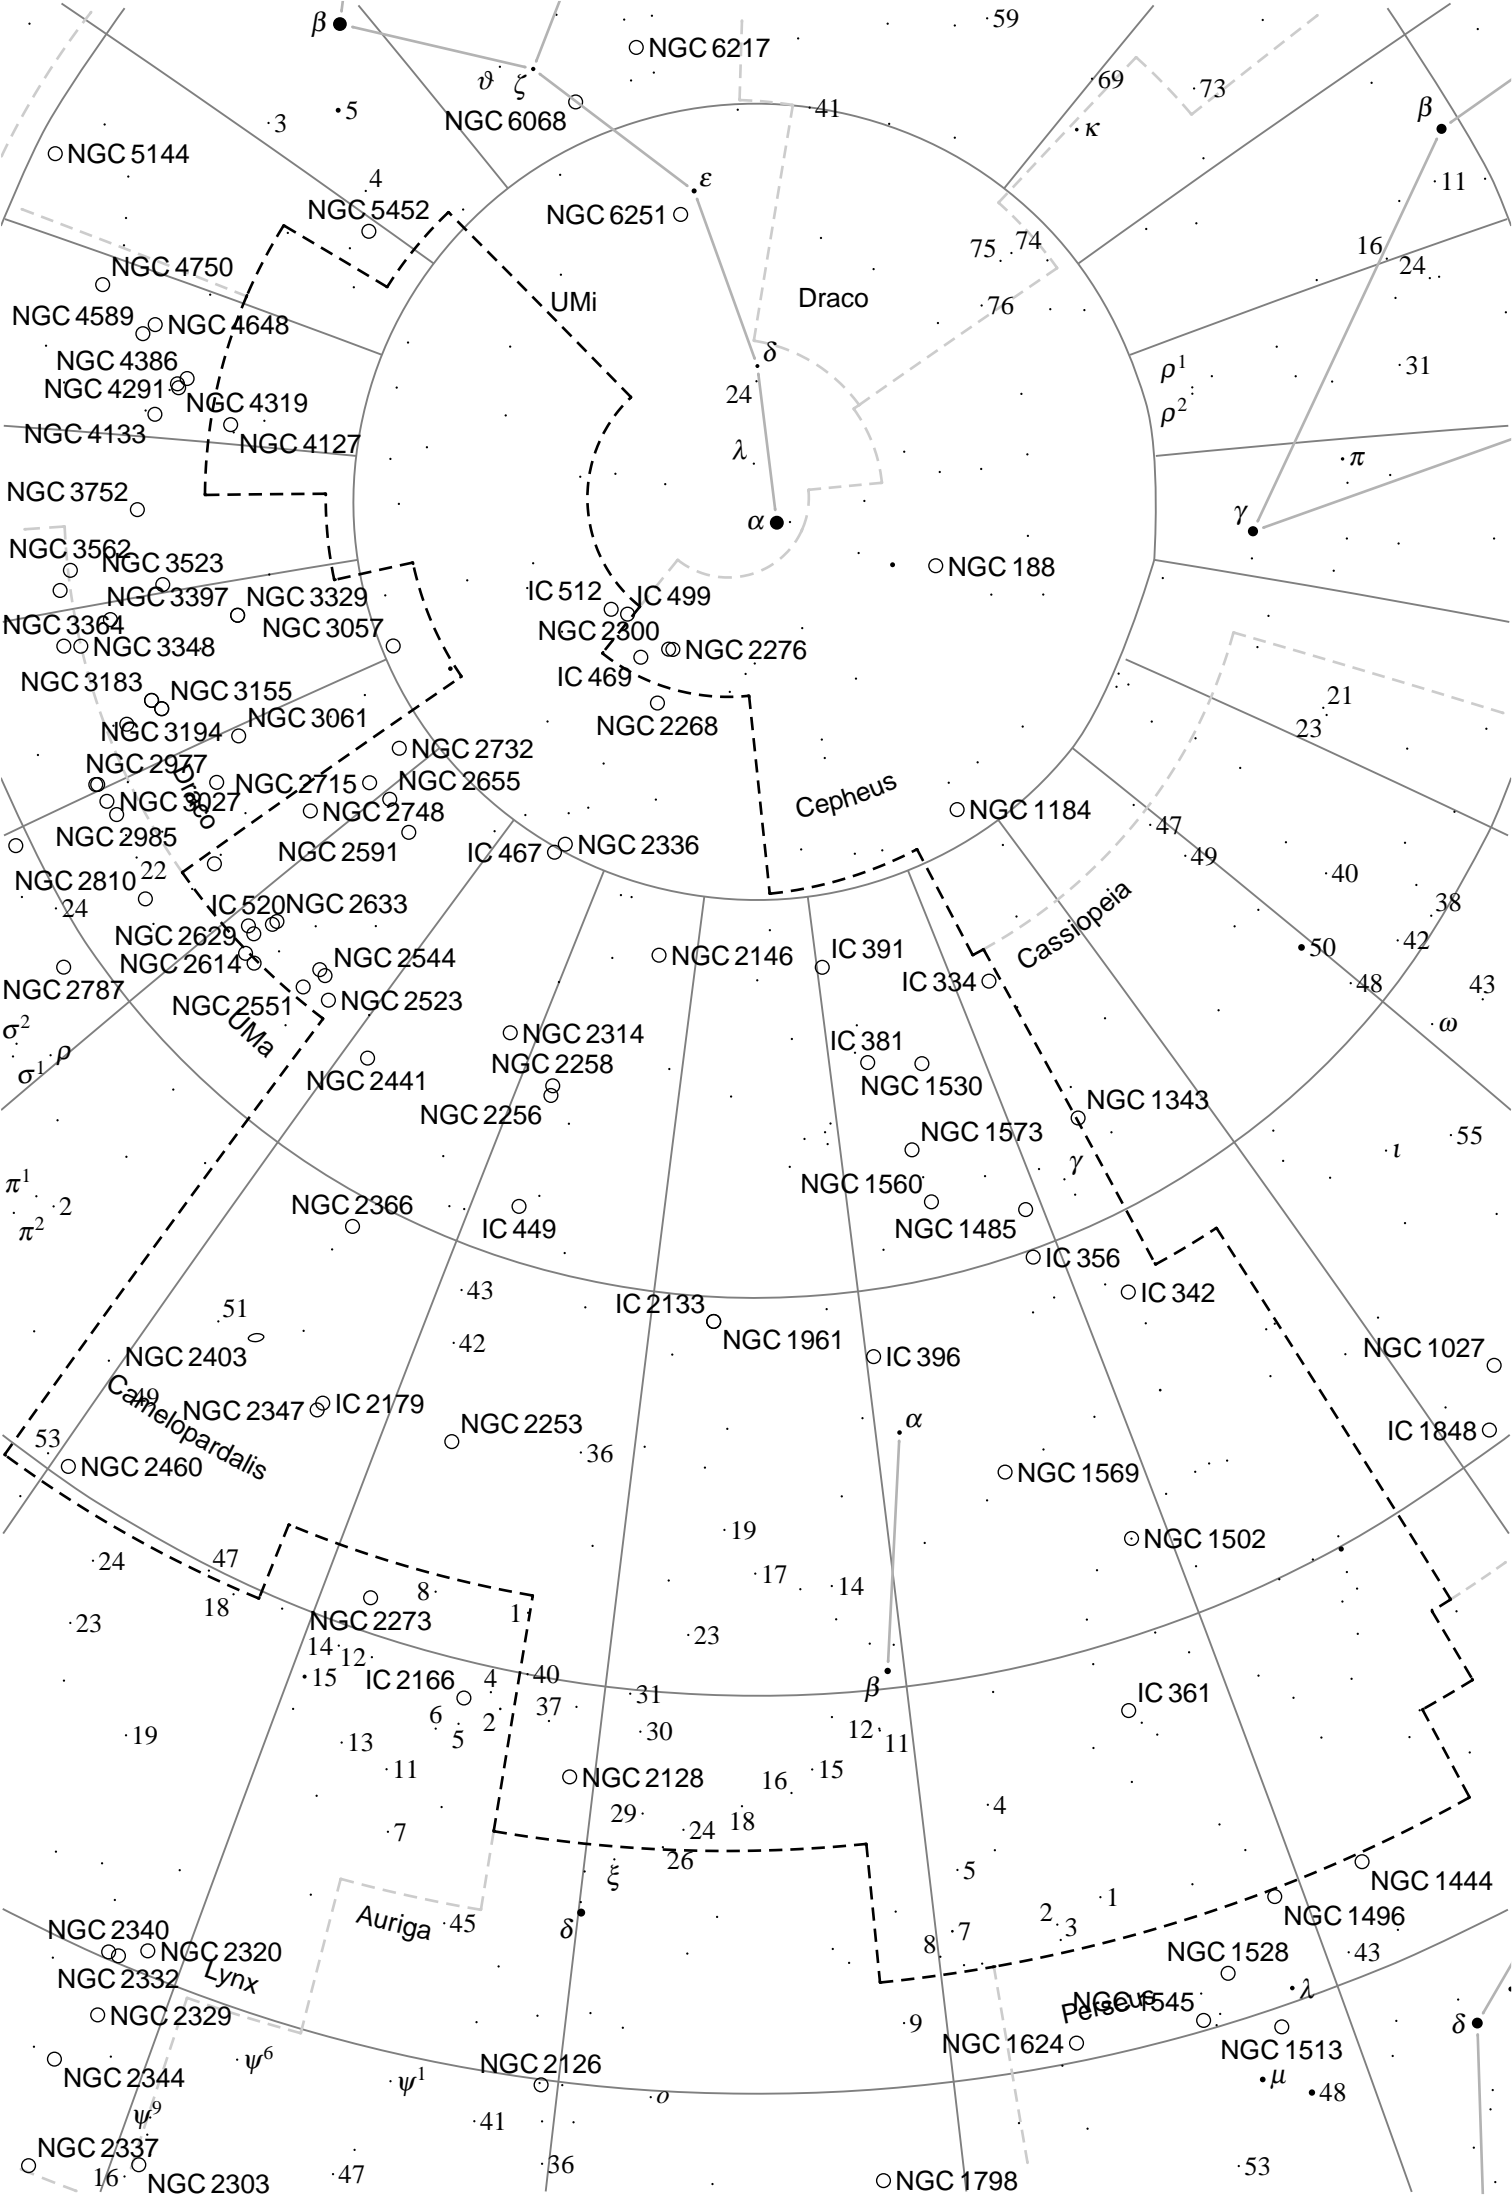 β
59
NGC 6217
ϑ ζ
69
73
3
5
NGC 6068
41
κ
β
NGC 5144
4
ε
11
NGC 5452
NGC 6251
75
74
16
24
NGC 4750
UMi
Draco
76
NGC 4589
NGC 4648
NGC 4386
δ
ρ1
31
NGC 4291
NGC 4319
24
ρ2
NGC 4133
NGC 4127
λ
π
NGC 3752
α
γ
NGC 3562
NGC 3523
NGC 188
NGC 3397
NGC 3329
IC 512
IC 499
NGC 3364
NGC 3057
NGC 2300
NGC 3348
NGC 2276
NGC 3183
NGC 3155
IC 469
21
NGC 3194
NGC 3061
NGC 2268
23
NGC 2732
NGC 2977
Draco
NGC 2715
NGC 2655
Cepheus
NGC 3027
NGC 2748
NGC 1184
NGC 2985
NGC 2591
IC 467
NGC 2336
47
49
22
NGC 2810
40
24
IC 520
NGC 2633
38
NGC 2629
Cassiopeia
NGC 2614
NGC 2544
NGC 2146
IC 391
50
42
NGC 2787
NGC 2551
NGC 2523
IC 334
48
43
σ2
UMa
NGC 2314
IC 381
ω
σ1
ρ
NGC 2441
NGC 2258
NGC 1530
NGC 2256
NGC 1343
NGC 1573
55
π1
γ
ι
2
NGC 2366
NGC 1560
π2
IC 449
NGC 1485
IC 356
43
IC 342
51
IC 2133
42
NGC 1961
NGC 2403
IC 396
NGC 1027
Camelopardalis
49
NGC 2347
IC 2179
NGC 2253
α
IC 1848
53
36
NGC 2460
NGC 1569
19
NGC 1502
24
47
17
14
18
8
1
23
NGC 2273
23
14
12
15
IC 2166
4
40
31
β
IC 361
6
2
37
19
13
5
30
12
11
11
NGC 2128
16
15
29
4
7
24
18
26
ξ
5
NGC 1444
Auriga
45
δ
2
1
NGC 1496
NGC 2340
NGC 2320
8
7
3
NGC 1528
43
NGC 2332
Lynx
λ
NGC 2329
Perseus
NGC 1545
9
NGC 1624
NGC 1513
δ
NGC 2344
ψ6
ψ1
NGC 2126
μ
48
ψ9
ο
41
NGC 2337
16
NGC 2303
47
36
NGC 1798
53